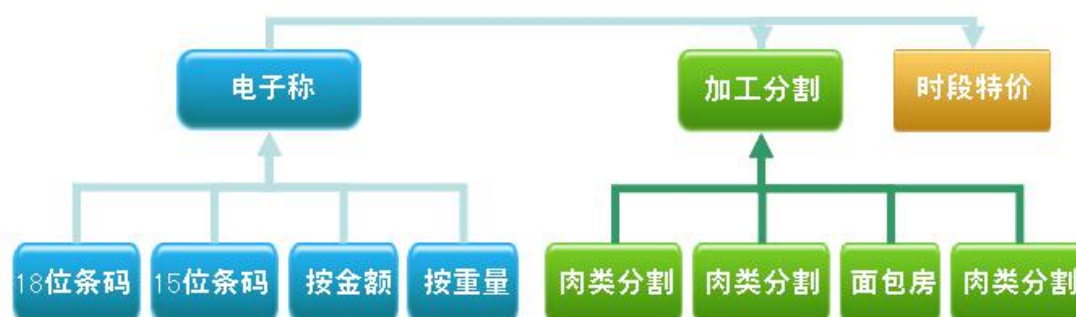 电子称
加工分割
时段特价
18位条码
15位条码
按金额
按重量
肉类分割
肉类分割
面包房
肉类分割